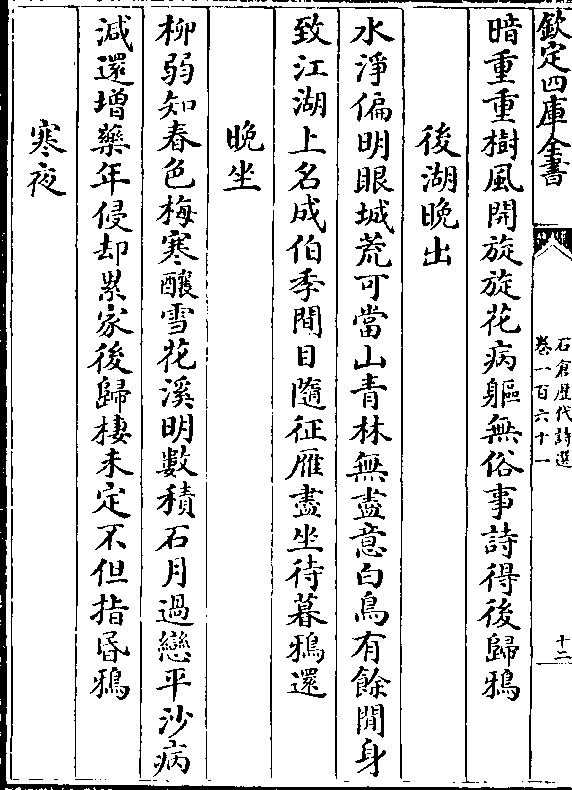 欽定四庫全書
石倉歷代詩選
卷一百六十一
十二
暗重重樹風開旋旋花病軀無俗事詩得後歸鴉
後湖晚出
水淨偏明眼城荒可當山青林無盡意白鳥有餘閒身
致江湖上名成伯季間目隨征雁盡坐待暮鴉還
晚坐
柳弱知春色梅寒醸雪花溪明數積石月過戀平沙病
減還增藥年侵却累家後歸棲未定不但指昬鴉
寒夜